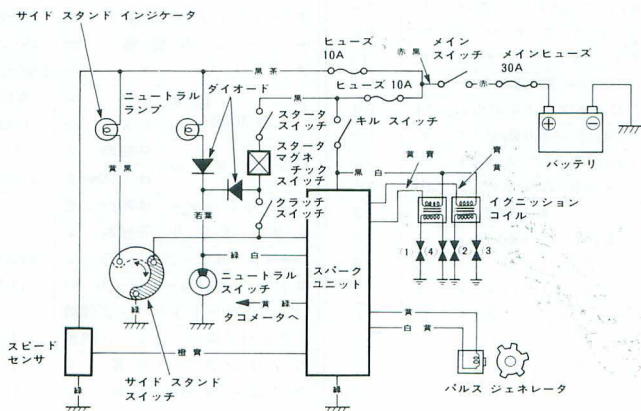 サイド スタンド インジケータ
ヒューズ
10A
赤 黒
メイン
スイッチ
メインヒューズ
30A
黒 茶
赤
ニュートラル
ランプ
ダイオード
黒
ヒューズ 10A
スタータ
スイッチ
キル スイッチ
スタータ
マグネ
チック
スイッチ
バッテリ
黄 黒
黒 白
黄 青
青
黄
クラッチ
スイッチ
イグニッション
コイル
若葉
緑 白
スパーク
ユニット
1
4
2
3
ニュートラル
スイッチ
黄 緑
タコメータへ
緑
黄
白 黄
スピード
センサ
橙 青
サイド スタンド
スイッチ
緑
緑
パルス ジェネレータ